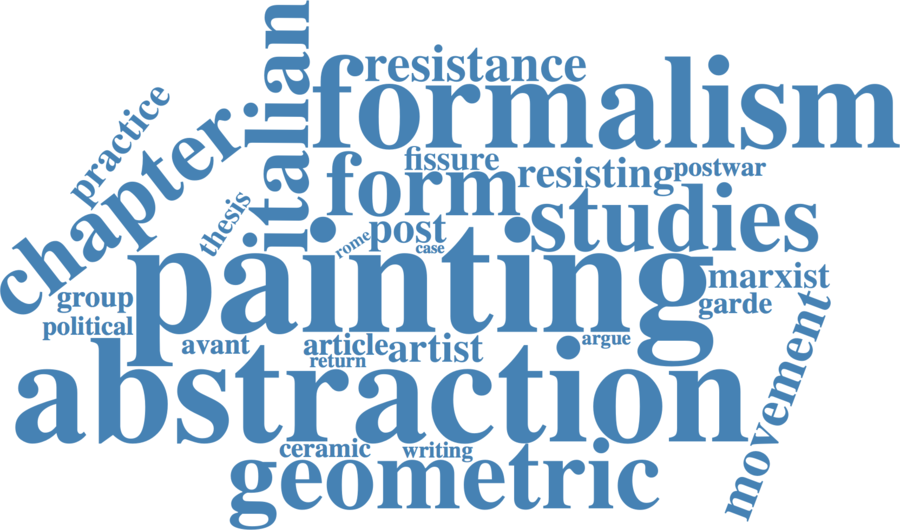 italian
resistance
formalism
practice
chapter
fissure
form
resisting
postwar
thesis
studies
rome
post
case
painting
marxist
group
garde
political
avant
article
artist
argue
return
movement
abstraction
ceramic
writing
geometric